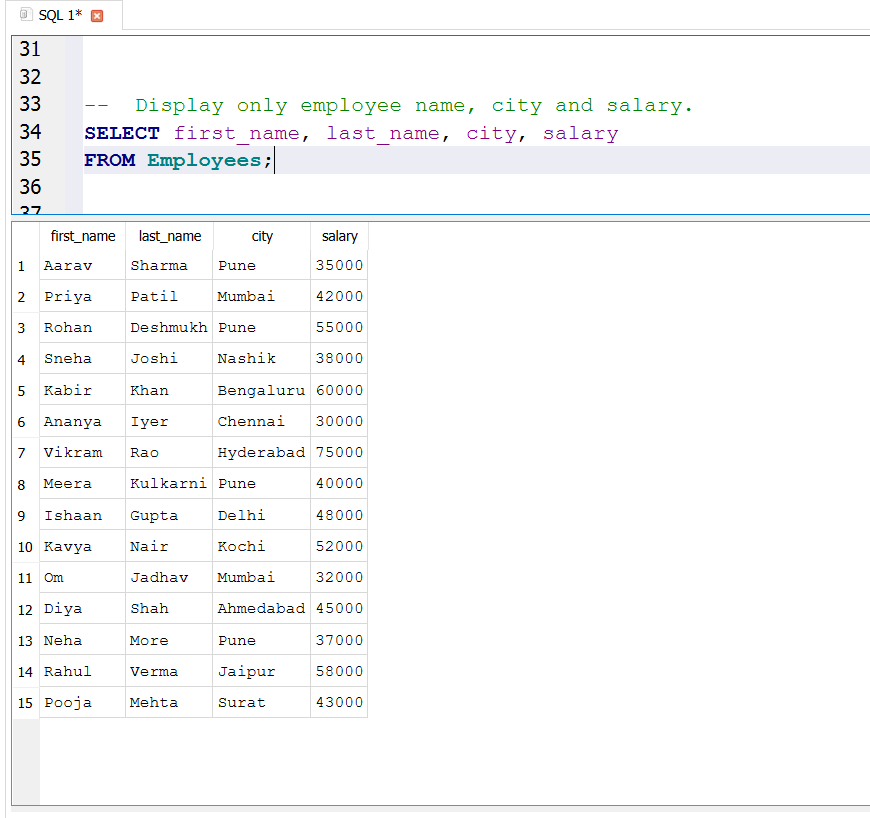 SQL 1*
31
32
33 --  Display only employee name, city and salary.
34 SELECT first_name, last_name, city, salary
35 FROM Employees;
36
37
first_name last_name city salary
1 Aarav Sharma Pune 35000
2 Priya Patil Mumbai 42000
3 Rohan Deshmukh Pune 55000
4 Sneha Joshi Nashik 38000
5 Kabir Khan Bengaluru 60000
6 Ananya Iyer Chennai 30000
7 Vikram Rao Hyderabad 75000
8 Meera Kulkarni Pune 40000
9 Ishaan Gupta Delhi 48000
10 Kavya Nair Kochi 52000
11 Om Jadhav Mumbai 32000
12 Diya Shah Ahmedabad 45000
13 Neha More Pune 37000
14 Rahul Verma Jaipur 58000
15 Pooja Mehta Surat 43000